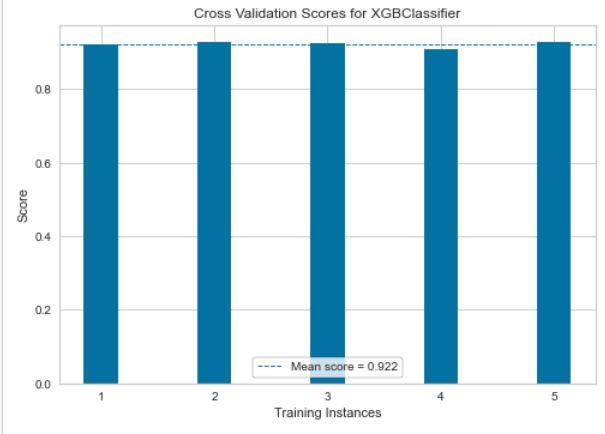 Cross Validation Scores for XGBClassifier
Score
0.8
0.6
0.4
0.2
0.0
Mean score = 0.922
1 2 3 4 5
Training Instances